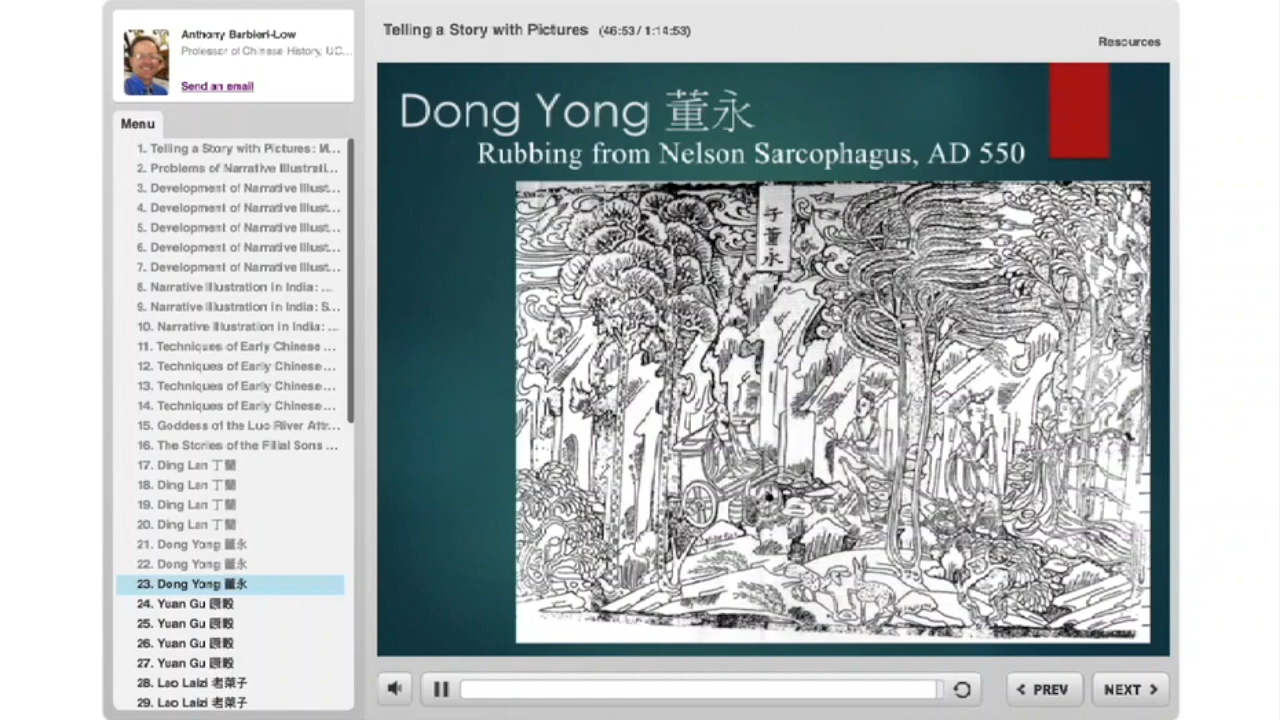 Anthony Barbieri-Low
Professor of Chinese History, UC...
Send an email
Menu
1. Telling a Story with Pictures: M...
2. Problems of Narrative Illustrati...
3. Development of Narrative Illust...
4. Development of Narrative Illust...
5. Development of Narrative Illust...
6. Development of Narrative Illust...
7. Development of Narrative Illust...
8. Narrative Illustration in India: ...
9. Narrative Illustration in India: S...
10. Narrative Illustration in India: ...
11. Techniques of Early Chinese ...
12. Techniques of Early Chinese...
13. Techniques of Early Chinese...
14. Techniques of Early Chinese...
15. Goddess of the Luo River Attr...
16. The Stories of the Filial Sons ...
17. Ding Lan 丁蘭
18. Ding Lan 丁蘭
19. Ding Lan 丁蘭
20. Ding Lan 丁蘭
21. Dong Yong 董永
22. Dong Yong 董永
23. Dong Yong 董永
24. Yuan Gu
25. Yuan Gu
26. Yuan Gu
27. Yuan Gu
28. Lao Laizi 老萊子
29. Lao Laizi 老萊子
Telling a Story with Pictures (46:53 / 1:14:53)
Resources
Dong Yong 董永
Rubbing from Nelson Sarcophagus, AD 550
子董永
PREV
NEXT